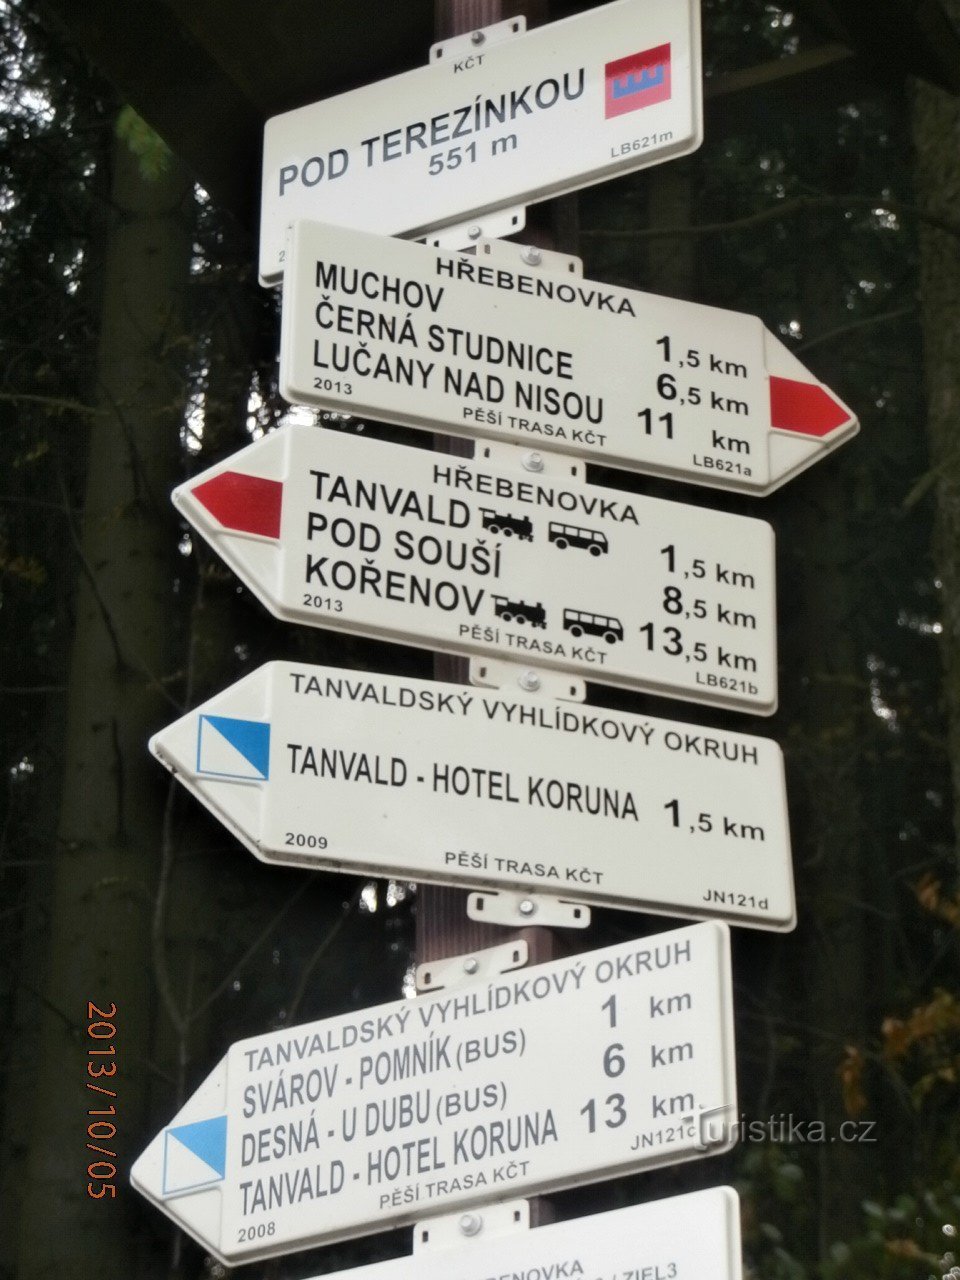 KČT
POD TEREZÍNKOU
551 m
LB621m
HŘEBENOVKA
MUCHOV 1,5 km
ČERNÁ STUDNICE 6,5 km
LUČANY NAD NISOU 11 km
2013 PĚŠÍ TRASA KČT LB621a
HŘEBENOVKA
TANVALD 1,5 km
POD SOUŠÍ 8,5 km
KOŘENOV 13,5 km
2013 PĚŠÍ TRASA KČT LB621b
TANVALDSKÝ VYHLÍDKOVÝ OKRUH
TANVALD - HOTEL KORUNA 1,5 km
2009 PĚŠÍ TRASA KČT JN121d
TANVALDSKÝ VYHLÍDKOVÝ OKRUH
SVÁROV - POMNÍK (BUS) 1 km
DESNÁ - U DUBU (BUS) 6 km
TANVALD - HOTEL KORUNA 13 km
2008 PĚŠÍ TRASA KČT JN121c
turistika.cz
2013/10/05
ZIEL3